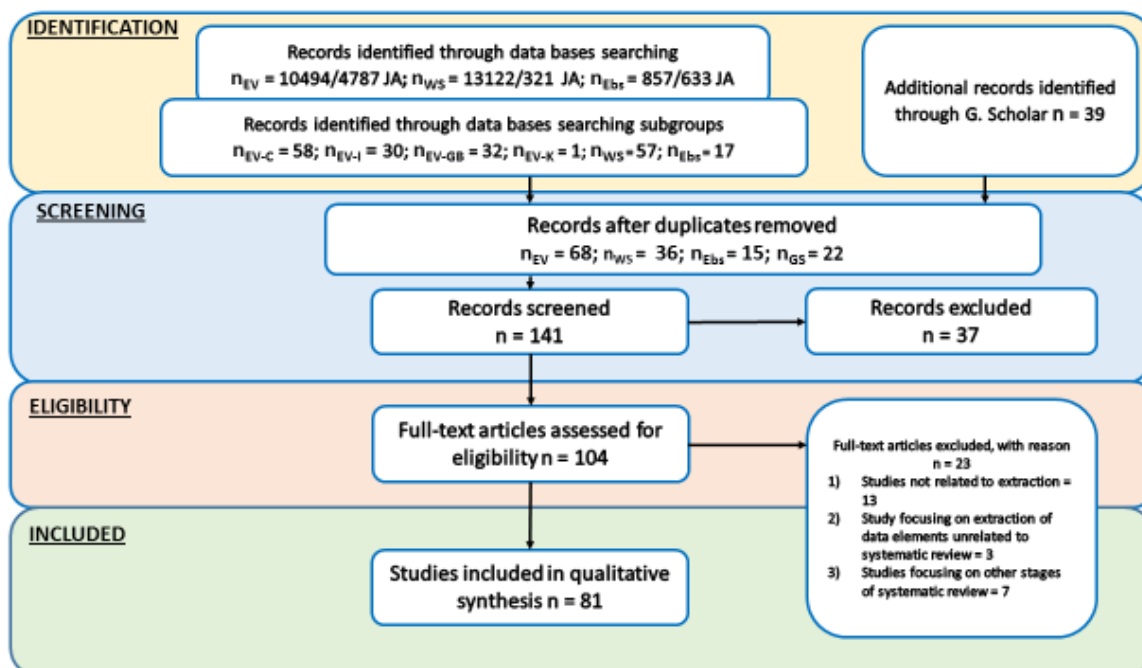 IDENTIFICATION
Records identified through data bases searching
nEV = 10494/4787 JA; nWS = 13122/321 JA; nEbs = 857/633 JA
Records identified through data bases searching subgroups
nEV-C = 58; nEV-I = 30; nEV-GB = 32; nEV-K = 1; nWS = 57; nEbs = 17
Additional records identified
through G. Scholar n = 39
SCREENING
Records after duplicates removed
nEV = 68; nWS = 36; nEbs = 15; nGS = 22
Records screened
n = 141
Records excluded
n = 37
ELIGIBILITY
Full-text articles assessed for
eligibility n = 104
Full-text articles excluded, with reason
n = 23
1) Studies not related to extraction =
13
2) Study focusing on extraction of
data elements unrelated to
systematic review = 3
3) Studies focusing on other stages
of systematic review = 7
INCLUDED
Studies included in qualitative
synthesis n = 81